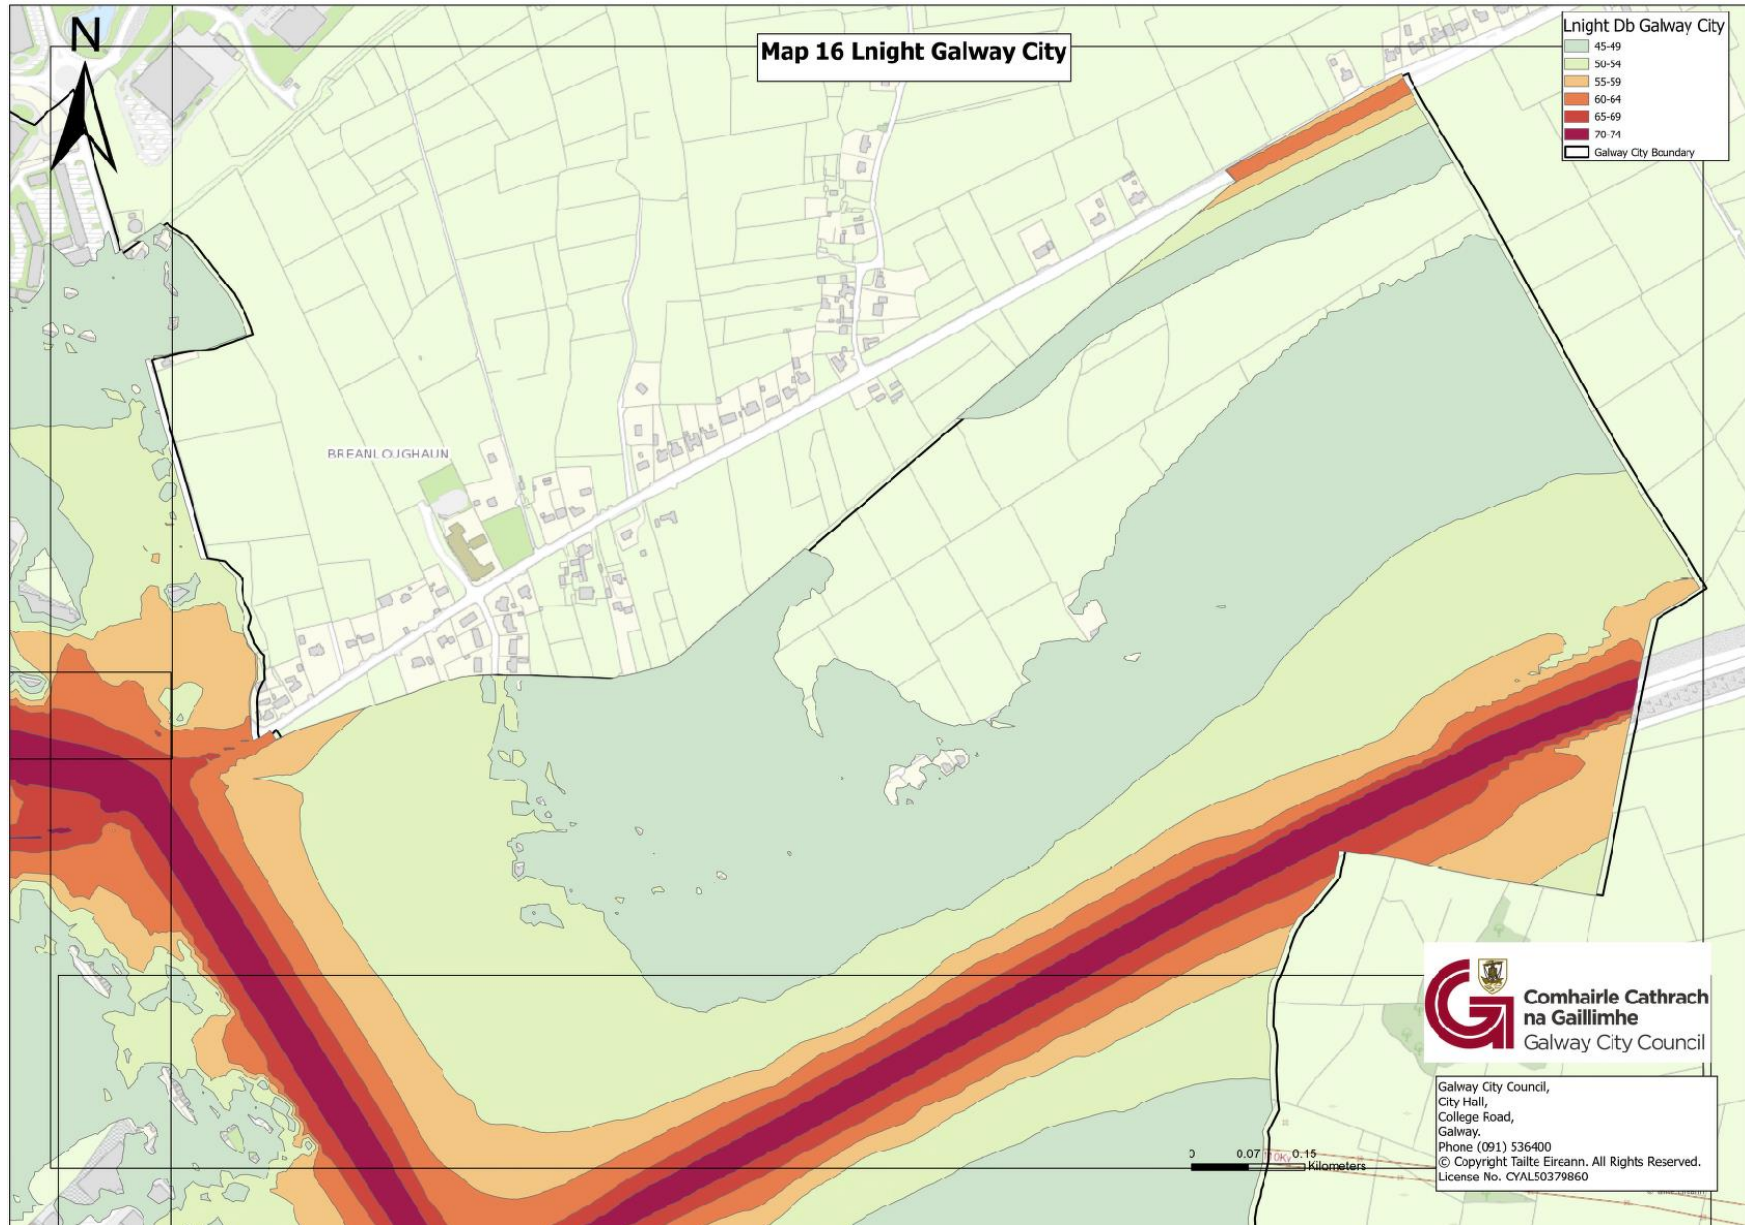 Map 16 Lnight Galway City
Lnight Db Galway City
45-49
50-54
55-59
60-64
65-69
70-74
Galway City Boundary
N
BREANLOUGHAUN
Comhairle Cathrach
na Gaillimhe
Galway City Council
Galway City Council,
City Hall,
College Road,
Galway.
Phone (091) 536400
© Copyright Tailte Eireann. All Rights Reserved.
License No. CYAL50379860
0 0.07 0.15
Kilometers